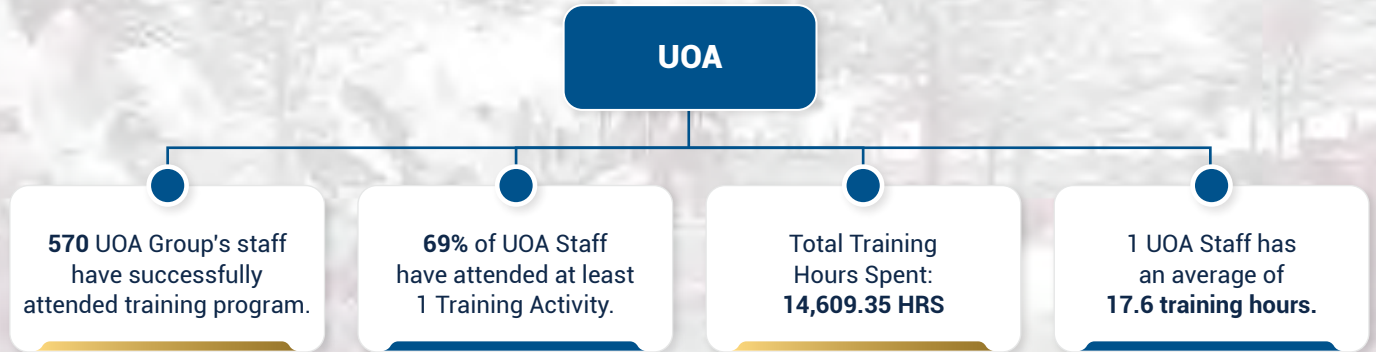 UOA
570 UOA Group's staff
have successfully
attended training program.
69% of UOA Staff
have attended at least
1 Training Activity.
Total Training
Hours Spent:
14,609.35 HRS
1 UOA Staff has
an average of
17.6 training hours.